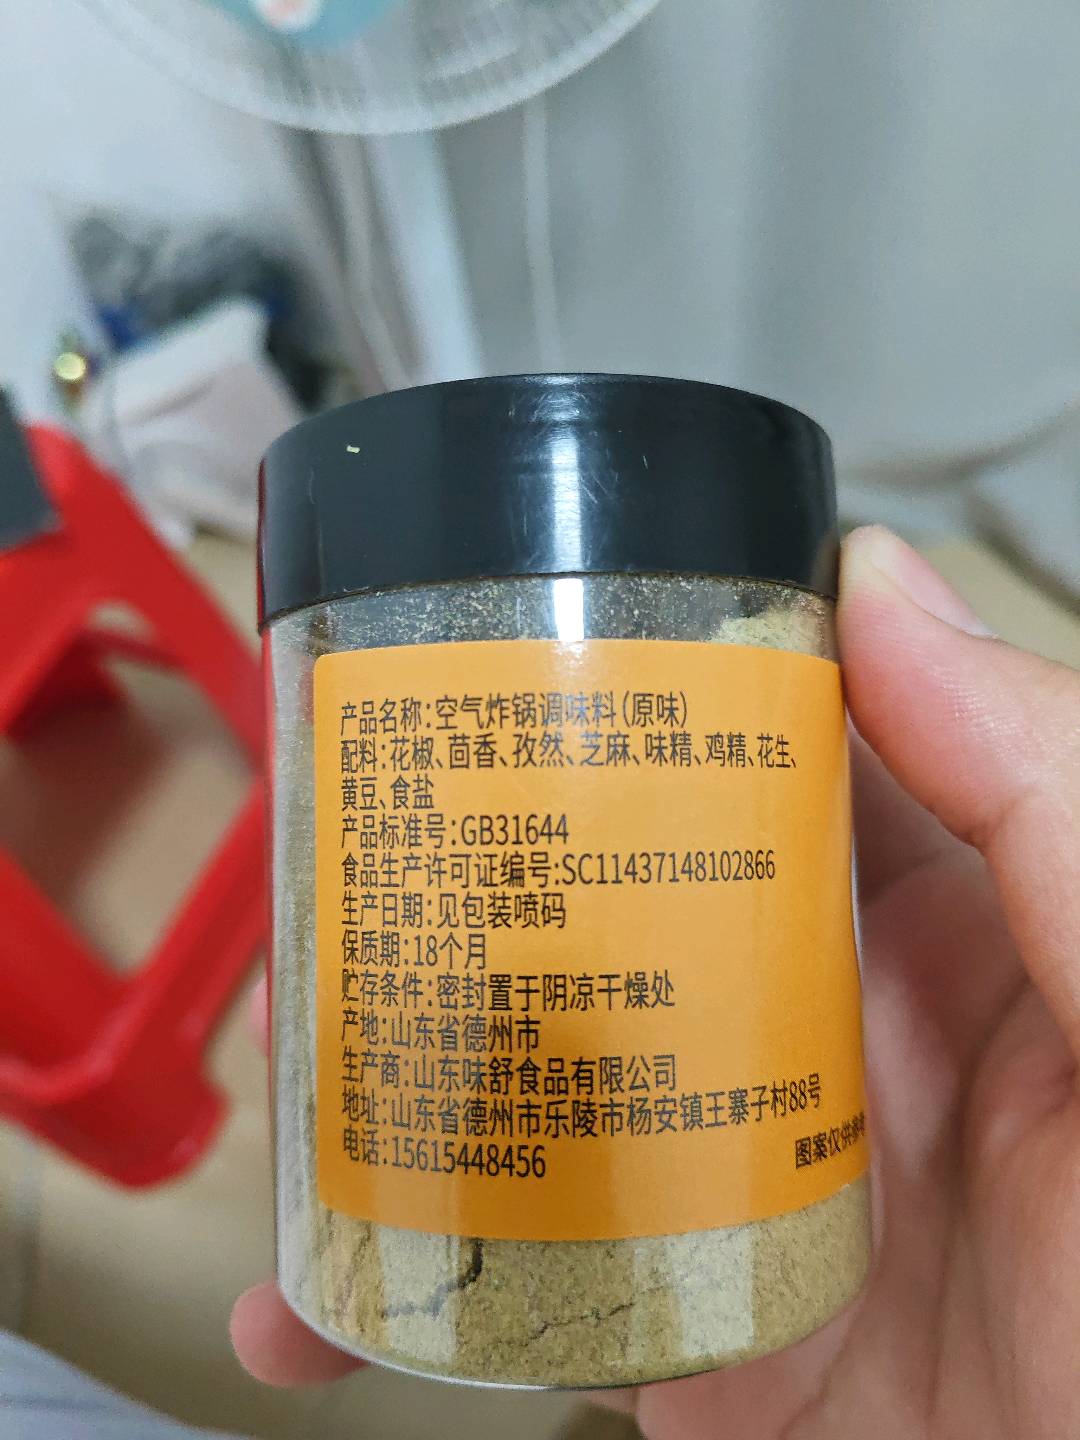 产品名称:空气炸锅调味料(原味)
配料:花椒、茴香、孜然、芝麻、味精、鸡精、花生、
黄豆、食盐
产品标准号:GB31644
食品生产许可证编号:SC11437148102866
生产日期:见包装喷码
保质期:18个月
贮存条件:密封置于阴凉干燥处
产地:山东省德州市
生产商:山东味舒食品有限公司
地址:山东省德州市乐陵市杨安镇王寨子村88号
电话:15615448456
图案仅供参